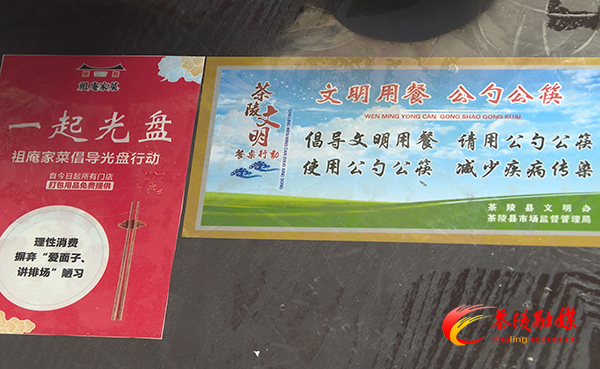 祖庵家菜
一起光盘
祖庵家菜倡导光盘行动
自今日起所有门店
打包用品免费提供
理性消费
摒弃“爱面子、
讲排场”陋习
茶陵文明
餐桌行动
文明用餐 公勺公筷
WEN MING YONG CAN GONG SHAO GONG KUAI
倡导文明用餐 请用公勺公筷
使用公勺公筷 减少疾病传染
茶陵县文明办
茶陵县市场监督管理局
茶陵融媒